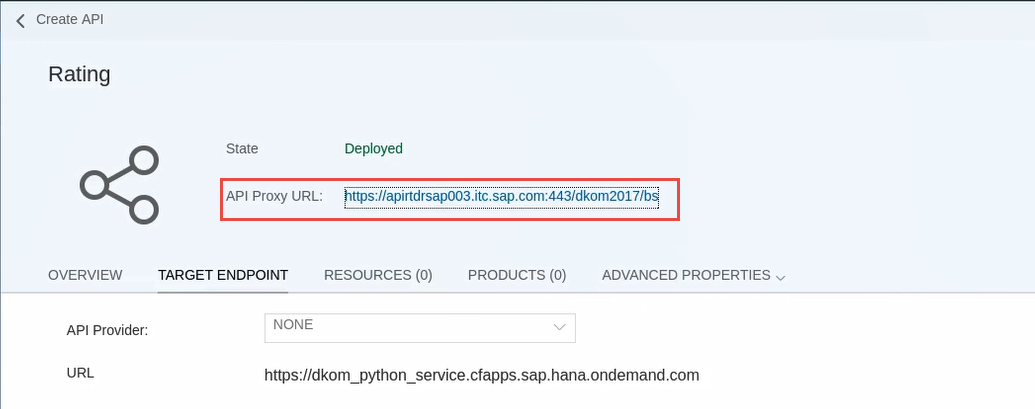 Create API
Rating
State Deployed
API Proxy URL: https://apirtdrsap003.itc.sap.com:443/dkom2017/bs
OVERVIEW TARGET ENDPOINT RESOURCES (0) PRODUCTS (0) ADVANCED PROPERTIES
API Provider: NONE
URL https://dkom_python_service.cfapps.sap.hana.ondemand.com